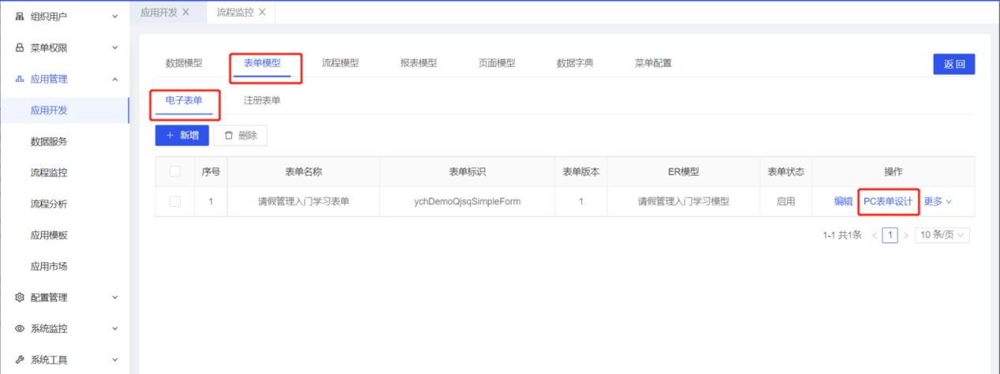 组织用户
菜单权限
应用管理
应用开发
数据服务
流程监控
流程分析
应用模板
应用市场
配置管理
系统监控
系统工具
应用开发 流程监控
数据模型 表单模型 流程模型 报表模型 页面模型 数据字典 菜单配置 返回
电子表单 注册表单
+ 新增 删除
序号 表单名称 表单标识 表单版本 ER模型 表单状态 操作
1 请假管理入门学习表单 ychDemoQjsqSimpleForm 1 请假管理入门学习模型 启用 编辑 PC表单设计 更多
1-1 共1条 < 1 > 10 条/页